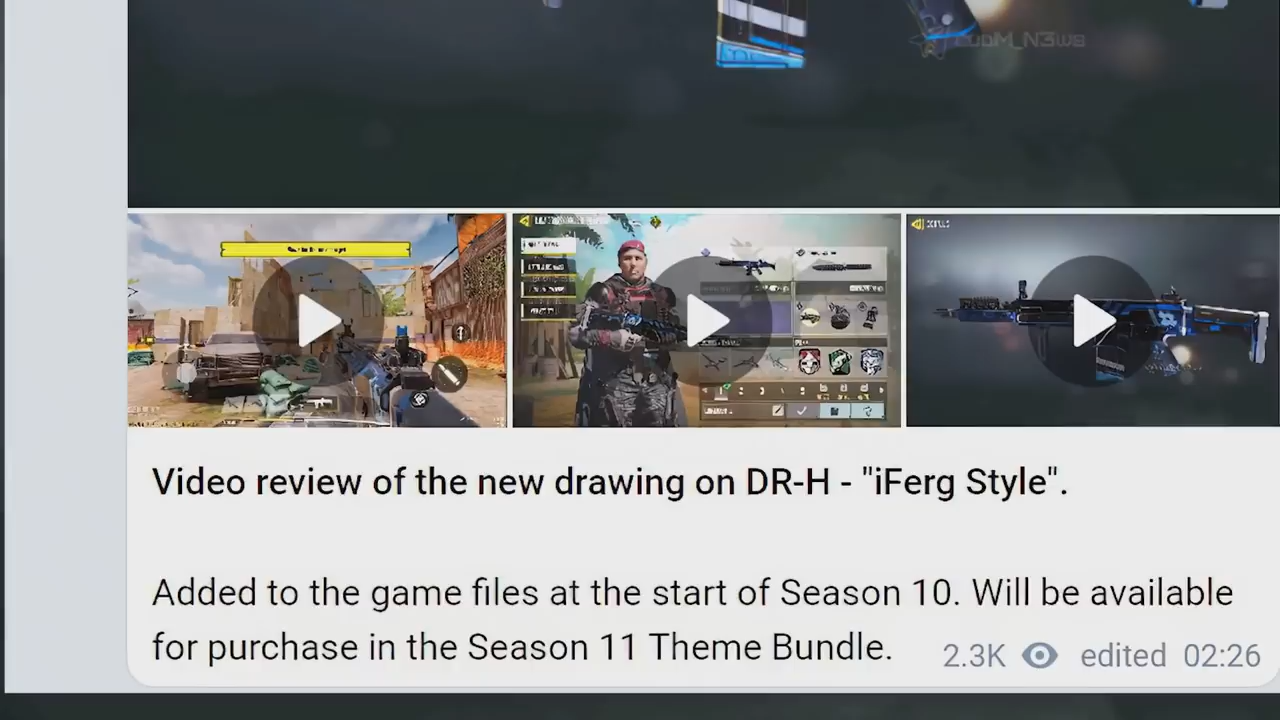 CODM_N3WS
Video review of the new drawing on DR-H - "iFerg Style".
Added to the game files at the start of Season 10. Will be available
for purchase in the Season 11 Theme Bundle.
2.3K edited 02:26